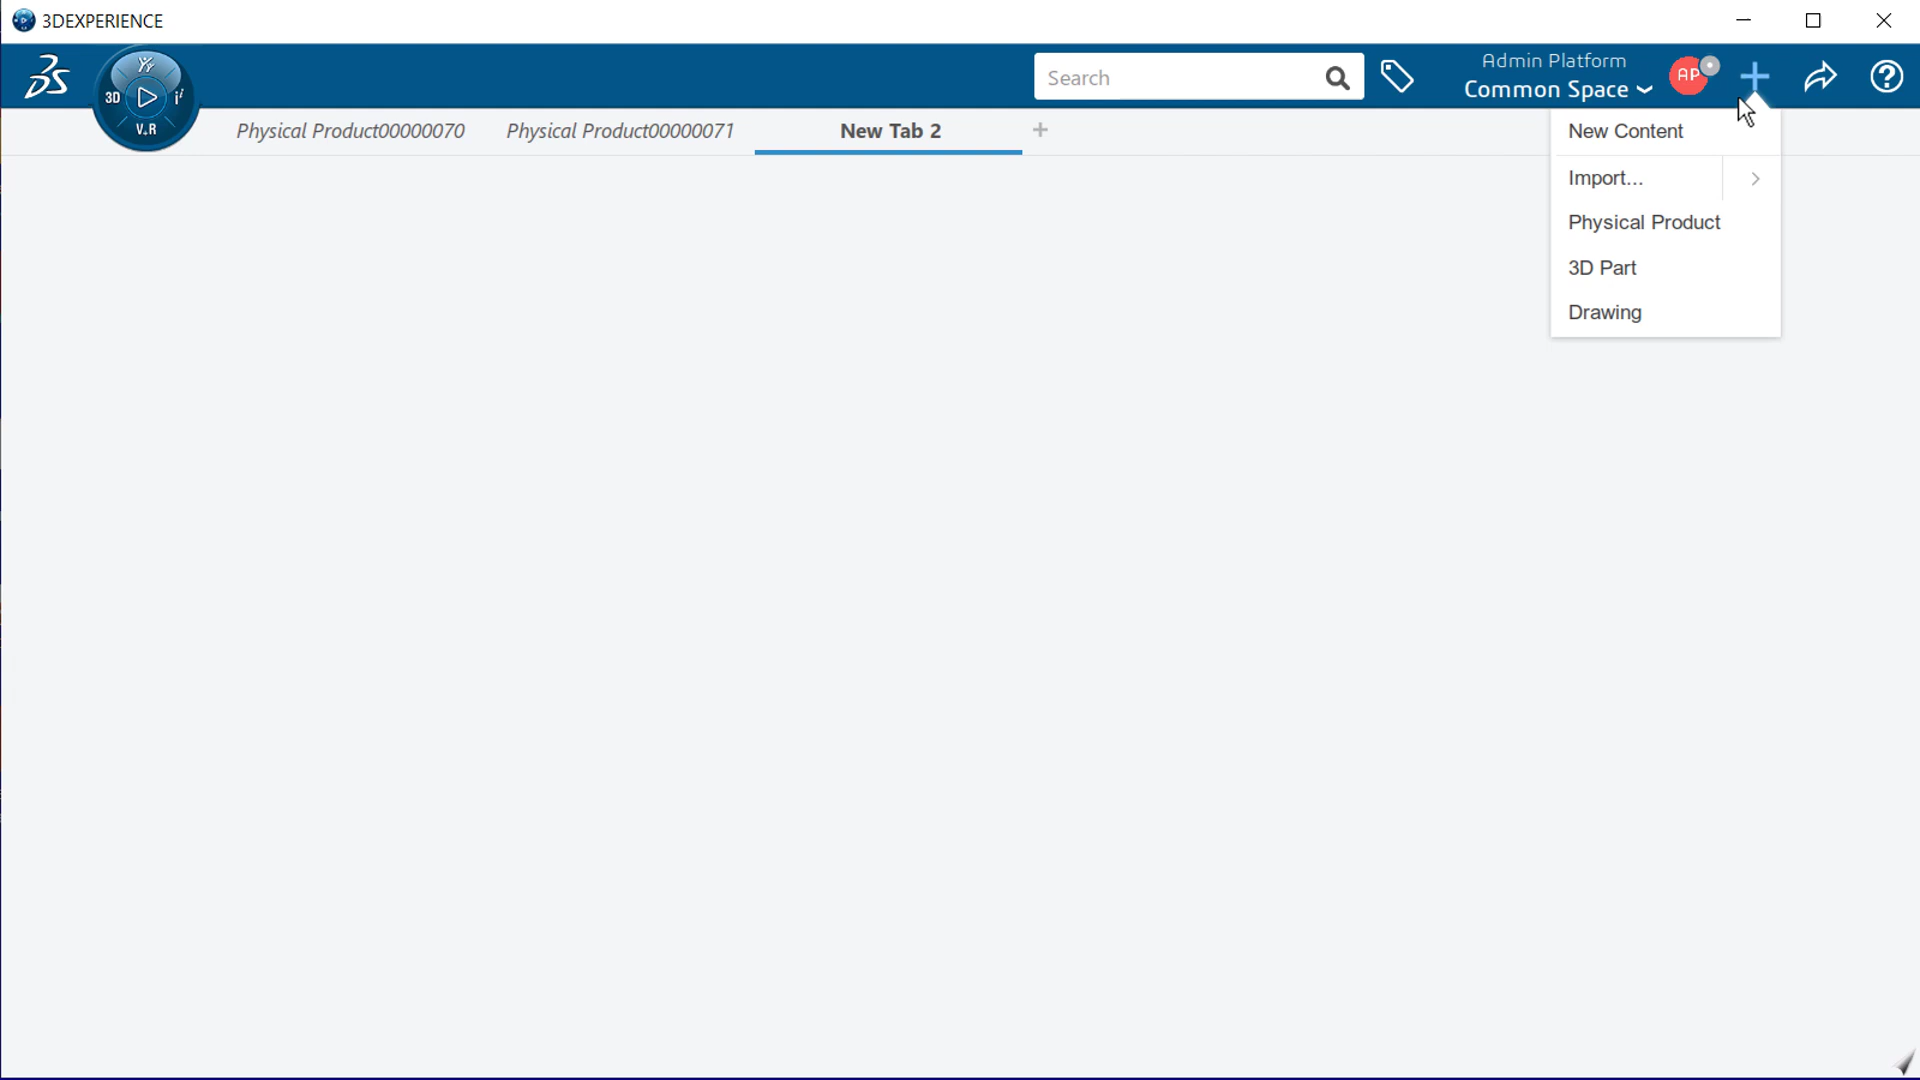 3DEXPERIENCE
3D
V.R
Search
Admin Platform
Common Space
AP
Physical Product00000070
Physical Product00000071
New Tab 2
New Content
Import...
Physical Product
3D Part
Drawing